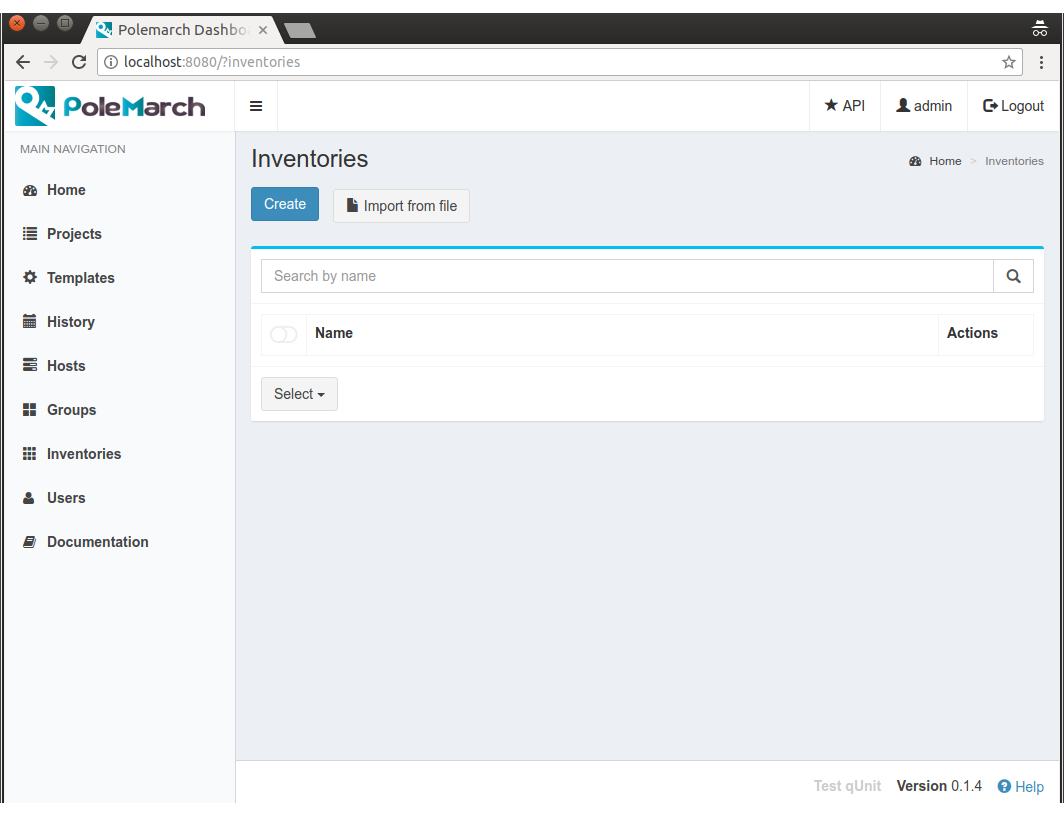 Polemarch Dashbo
localhost:8080/?inventories
PoleMarch
API
admin
Logout
MAIN NAVIGATION
Home
Projects
Templates
History
Hosts
Groups
Inventories
Users
Documentation
Inventories
Home > Inventories
Create
Import from file
Search by name
Name
Actions
Select
Test qUnit Version 0.1.4 Help